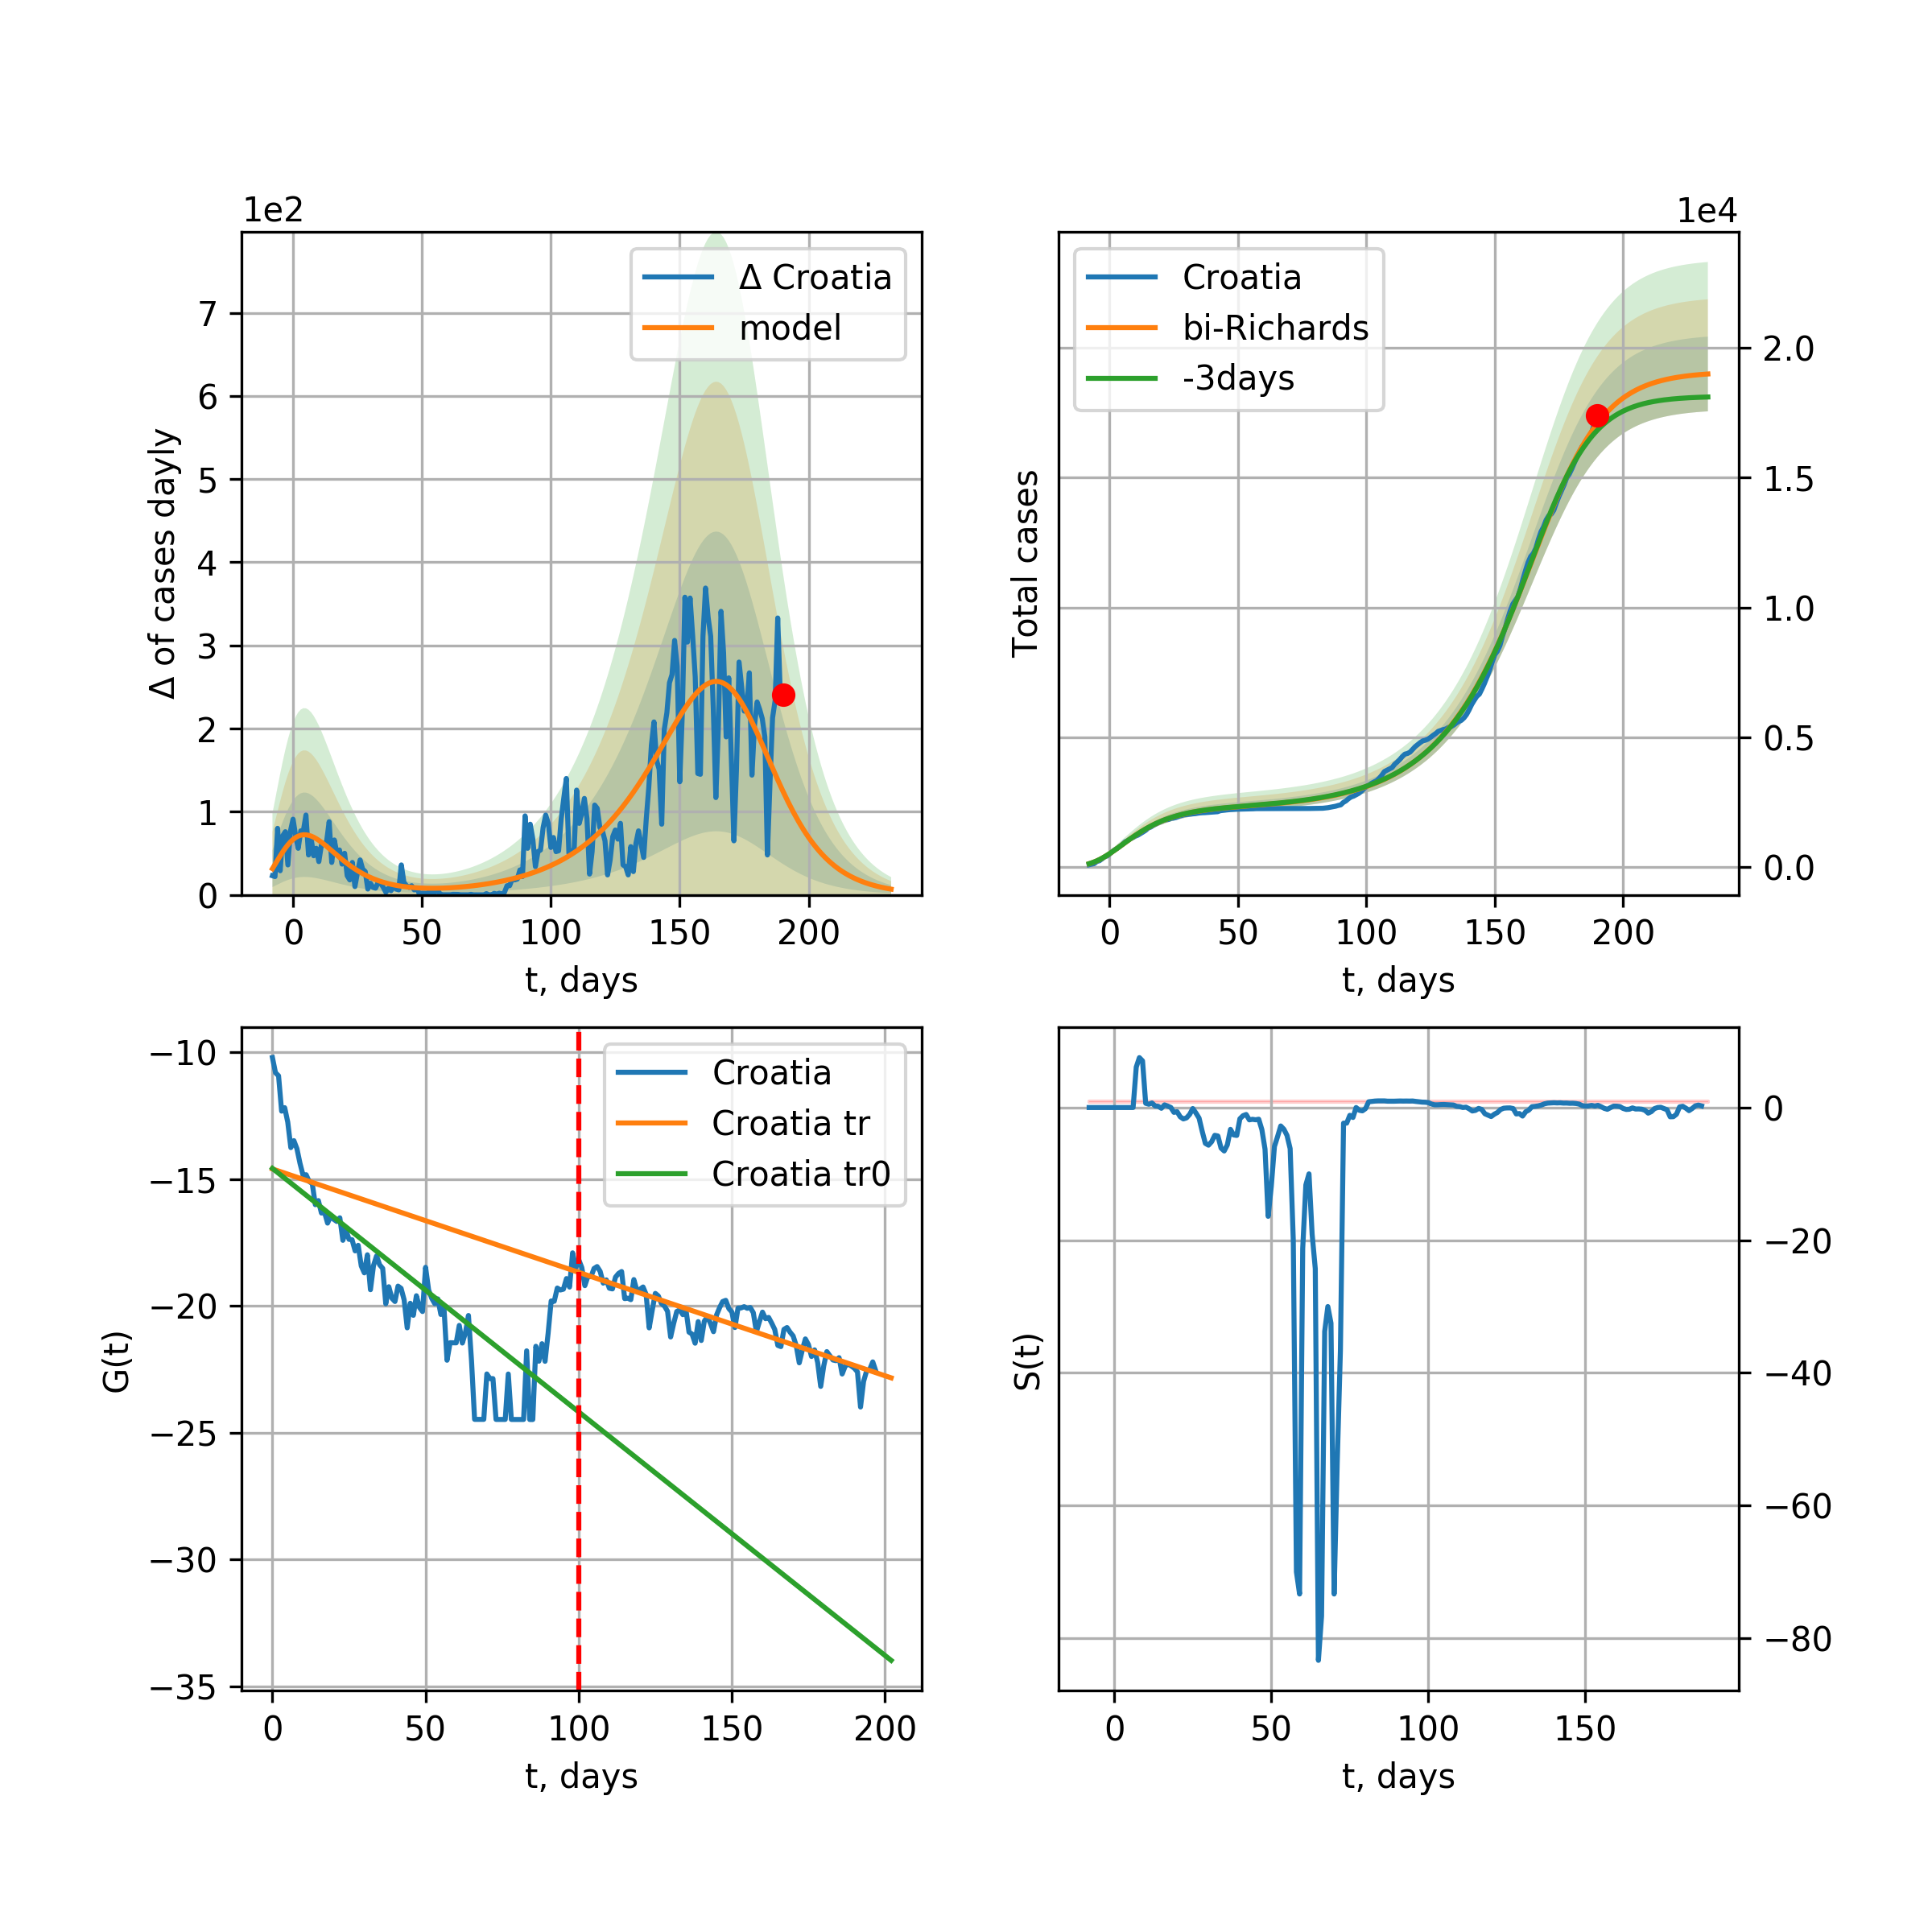 1e2
Δ of cases dayly
7
6
5
4
3
2
1
0
0 50 100 150 200
t, days
Δ Croatia
model
1e4
Total cases
2.0
1.5
1.0
0.5
0.0
0 50 100 150 200
t, days
Croatia
bi-Richards
-3days
G(t)
−10
−15
−20
−25
−30
−35
0 50 100 150 200
t, days
Croatia
Croatia tr
Croatia tr0
S(t)
0
−20
−40
−60
−80
0 50 100 150
t, days